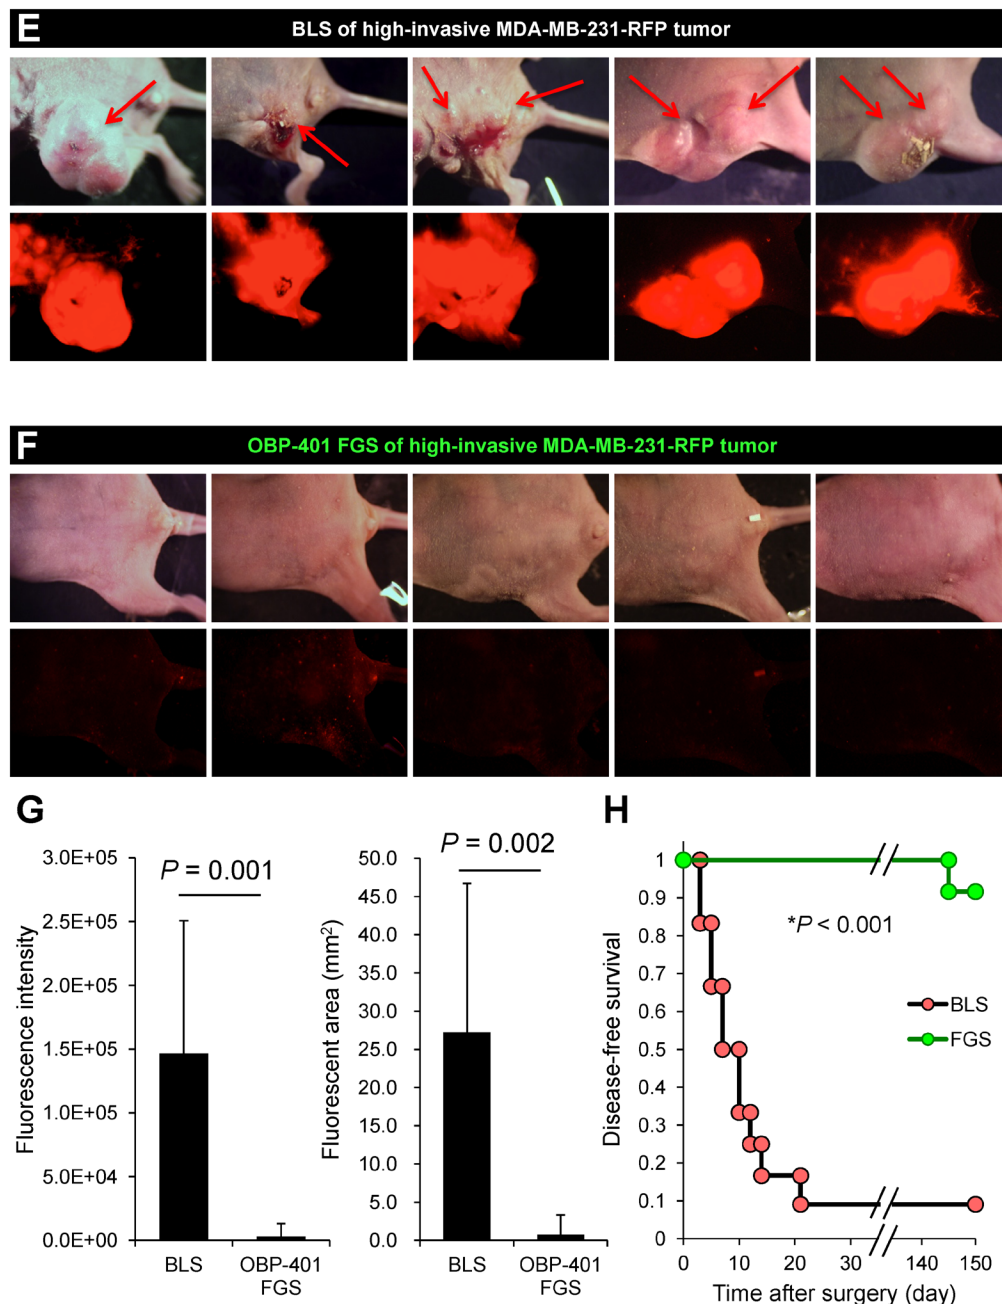 E
BLS of high-invasive MDA-MB-231-RFP tumor
F
OBP-401 FGS of high-invasive MDA-MB-231-RFP tumor
G
P = 0.001
Fluorescence intensity
3.0E+05
2.5E+05
2.0E+05
1.5E+05
1.0E+05
5.0E+04
0.0E+00
BLS
OBP-401
FGS
P = 0.002
Fluorescent area (mm²)
50.0
45.0
40.0
35.0
30.0
25.0
20.0
15.0
10.0
5.0
0.0
BLS
OBP-401
FGS
H
Disease-free survival
1
0.9
0.8
0.7
0.6
0.5
0.4
0.3
0.2
0.1
0
*P < 0.001
BLS
FGS
0 10 20 30 140 150
Time after surgery (day)